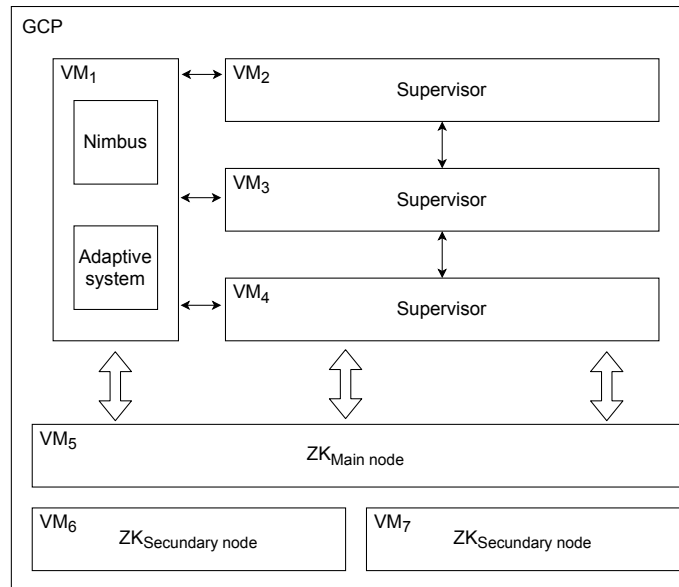 GCP
VM1
VM2
Supervisor
Nimbus
VM3
Supervisor
Adaptive
system
VM4
Supervisor
VM5
ZKMain node
VM6
ZKSecundary node
VM7
ZKSecundary node